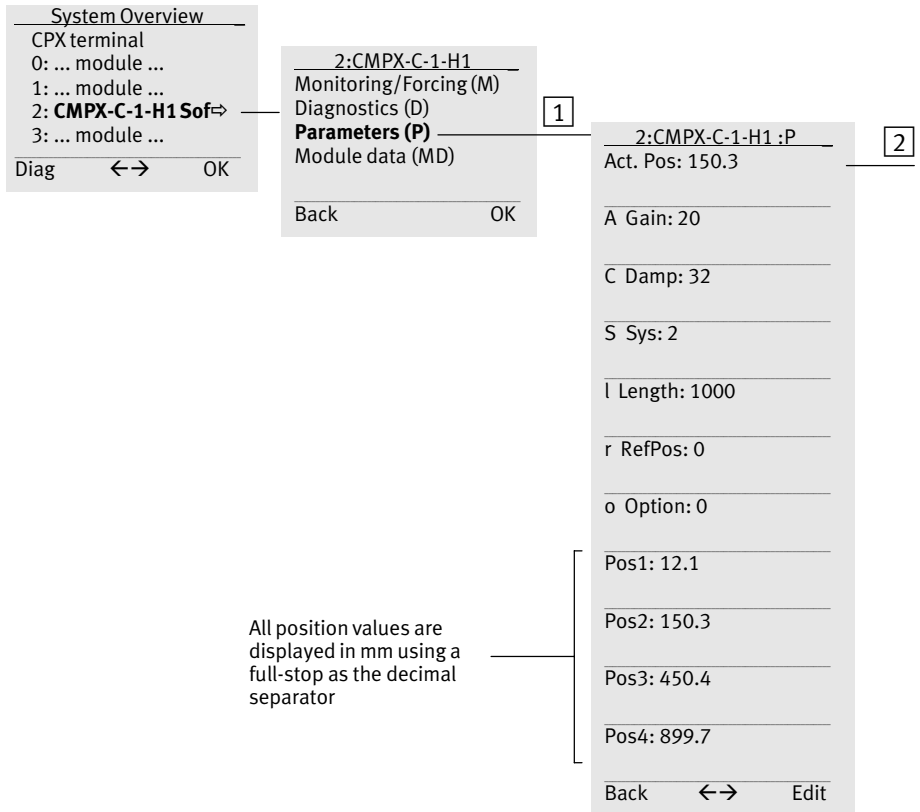 System Overview _
CPX terminal
0: ... module ...
1: ... module ...
2: CMPX-C-1-H1 Sof⇨
3: ... module ...
Diag ←→ OK
2:CMPX-C-1-H1 _
Monitoring/Forcing (M)
Diagnostics (D)
Parameters (P)
Module data (MD)
Back OK
1
2:CMPX-C-1-H1 :P _
Act. Pos: 150.3
A Gain: 20
C Damp: 32
S Sys: 2
l Length: 1000
r RefPos: 0
o Option: 0
Pos1: 12.1
Pos2: 150.3
Pos3: 450.4
Pos4: 899.7
Back ←→ Edit
2
All position values are
displayed in mm using a
full-stop as the decimal
separator